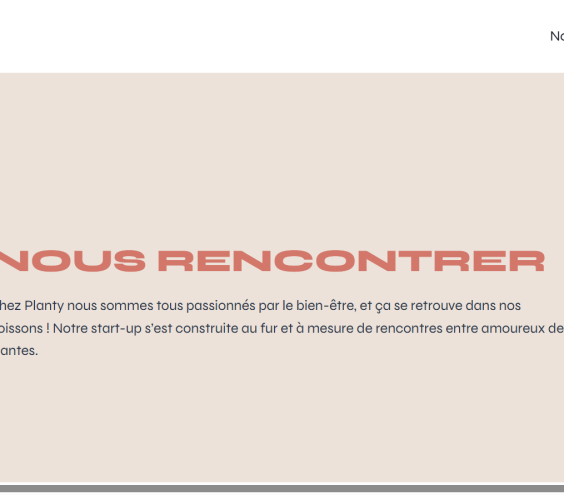 No
NOUS RENCONTRER
hez Planty nous sommes tous passionnés par le bien-être, et ça se retrouve dans nos
oissons ! Notre start-up s'est construite au fur et à mesure de rencontres entre amoureux de
antes.